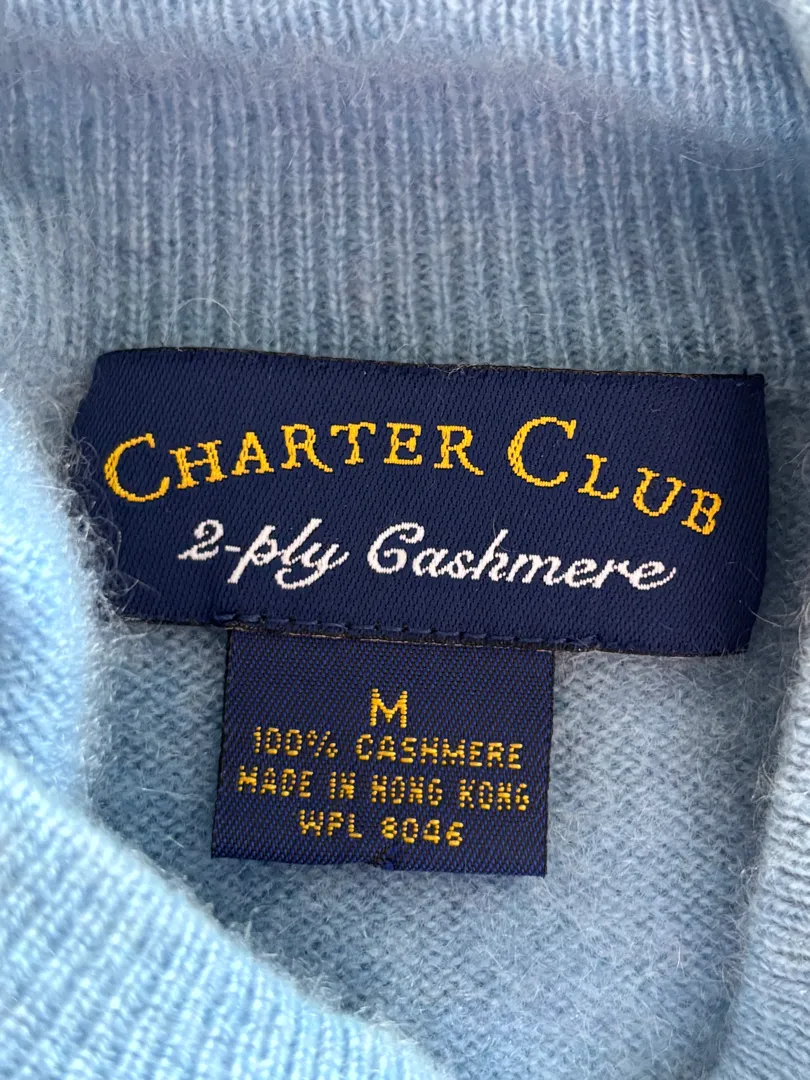 CHARTER CLUB
2-ply Cashmere
M
100% CASHMERE
MADE IN HONG KONG
WPL 8046